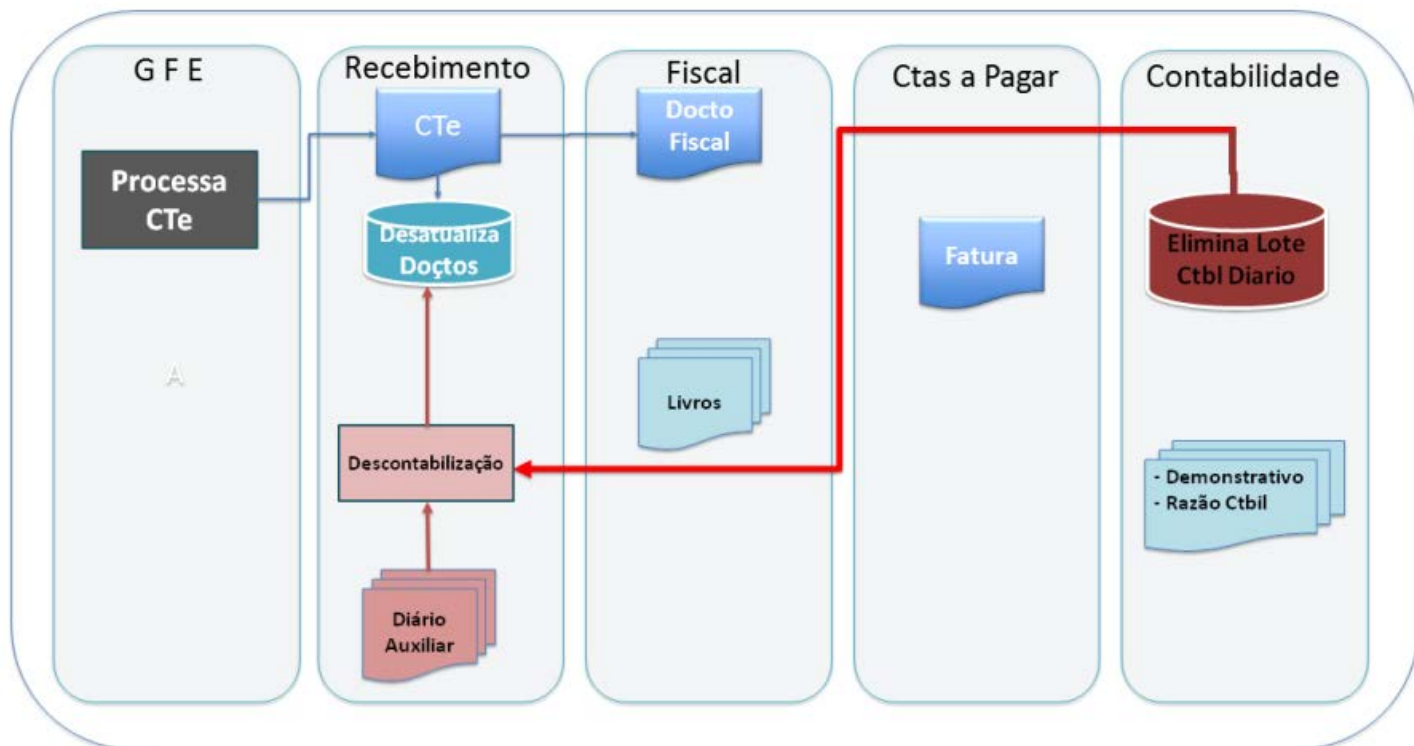 G F E
Processa
CTe
A
Recebimento
CTe
Desatualiza
Doçtos
Descontabilização
Diário
Auxiliar
Fiscal
Docto
Fiscal
Livros
Ctas a Pagar
Fatura
Contabilidade
Elimina Lote
Ctbl Diario
- Demonstrativo
- Razão Ctbil